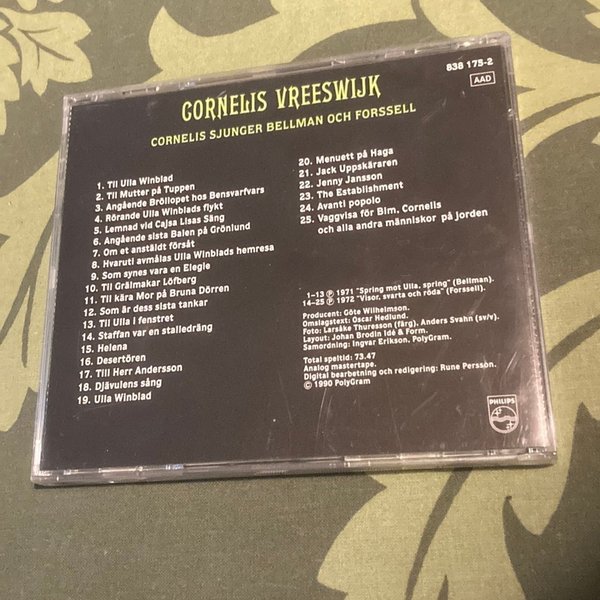 838 175-2
AAD
CORNELIS VREESWIJK
CORNELIS SJUNGER BELLMAN OCH FORSSELL
1. Till Ulla Winblad
2. Till Mutter på Tuppen
3. Angående Bröllopet hos Bensvarfvars
4. Rörande Ulla Winblads flykt
5. Lemnad vid Cajsa Lisas Säng
6. Angående sista Balen på Grönlund
7. Om et anstäldt försåt
8. Hvaruti avmålas Ulla Winblads hemresa
9. Som synes vara en Elegie
10. Til Grälmakar Löfberg
11. Til kära Mor på Bruna Dörren
12. Som är dess sista tankar
13. Til Ulla i fenstret
14. Staffan var en stalledräng
15. Helena
16. Desertören
17. Till Herr Andersson
18. Djävulens sång
19. Ulla Winblad
20. Menuett på Haga
21. Jack Uppskäraren
22. Jenny Jansson
23. The Establishment
24. Avanti popolo
25. Vaggvisa för Bim, Cornelis
och alla andra människor på jorden
1–13 Ⓟ 1971 "Spring mot Ulla, spring" (Bellman).
14–25 Ⓟ 1972 "Visor, svarta och röda" (Forssell).
Producent: Göte Wilhelmson.
Omslagstext: Oscar Hedlund.
Foto: Larsåke Thuresson (färg), Anders Svahn (sv/v).
Layout: Johan Brodin Idé & Form.
Samordning: Ingvar Erikson, PolyGram.
Total speltid: 73.47
Analog mastertape.
Digital bearbetning och redigering: Rune Persson.
© 1990 PolyGram
PHILIPS